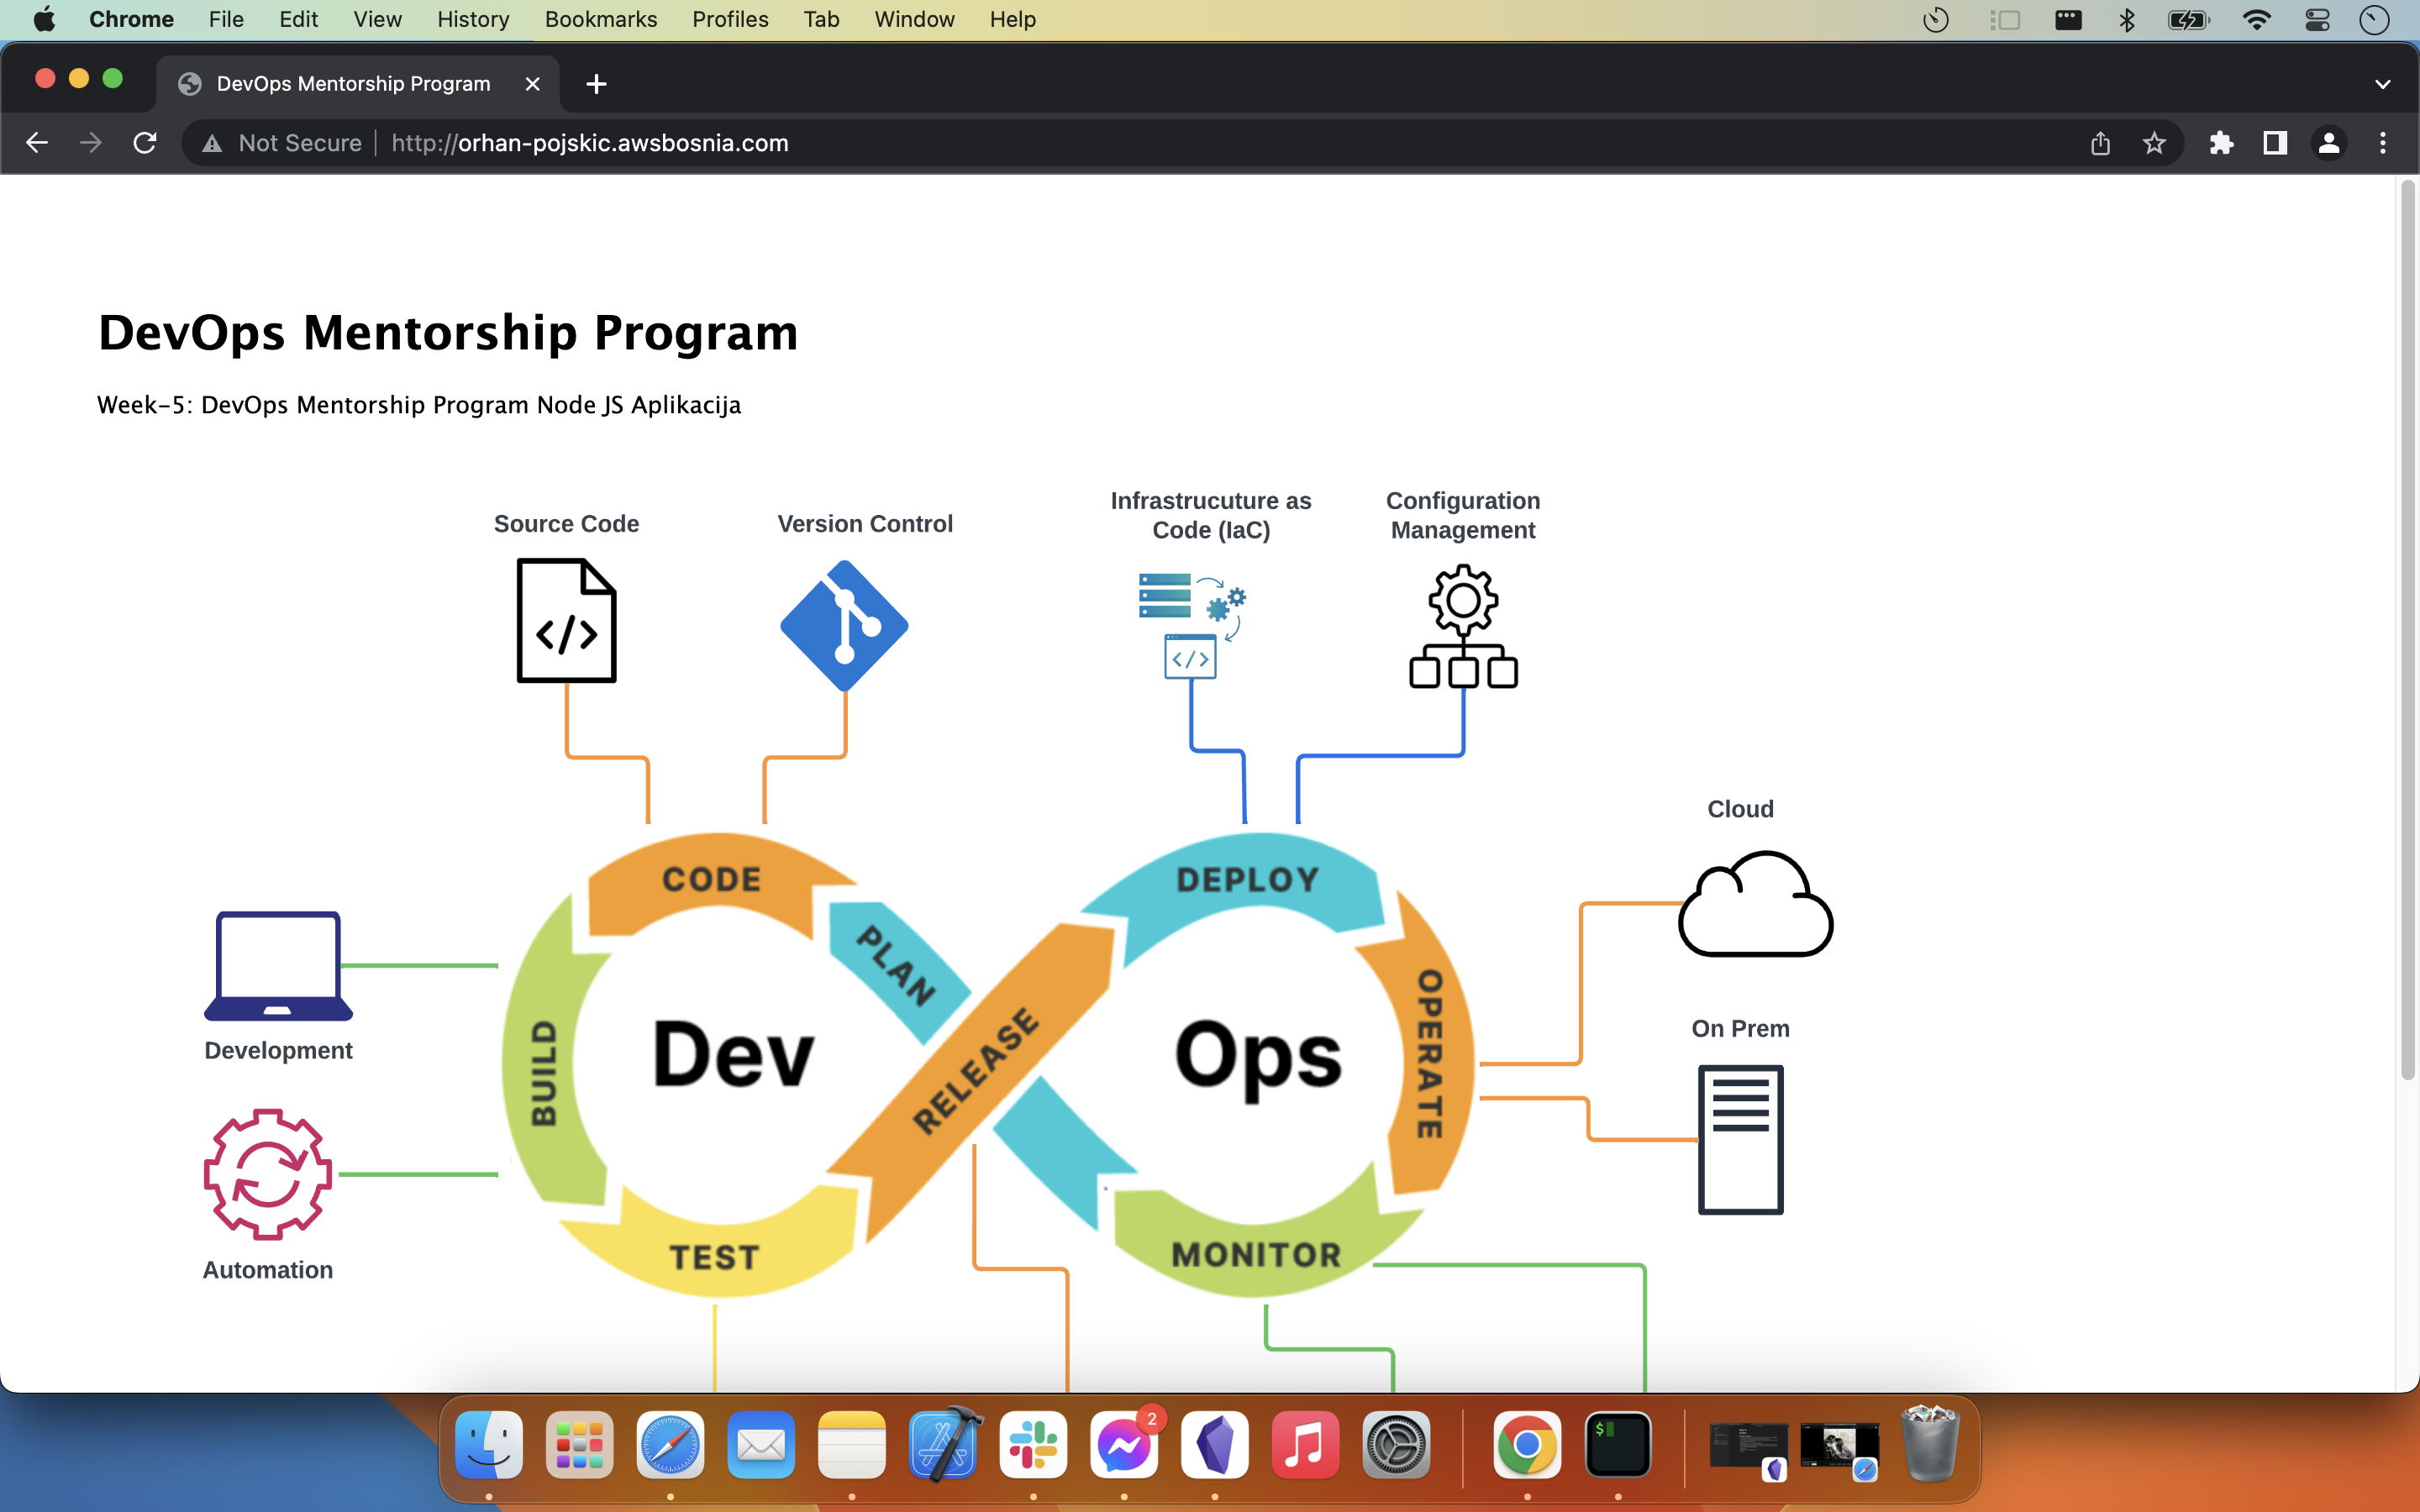 Chrome File Edit View History Bookmarks Profiles Tab Window Help
DevOps Mentorship Program
Not Secure http://orhan-pojskic.awsbosnia.com
DevOps Mentorship Program
Week-5: DevOps Mentorship Program Node JS Aplikacija
Source Code
Version Control
Infrastrucuture as
Code (IaC)
Configuration
Management
</>
</>
Cloud
CODE
PLAN
DEPLOY
OPERATE
On Prem
Development
BUILD
Dev
RELEASE
Ops
Automation
TEST
MONITOR
2
$